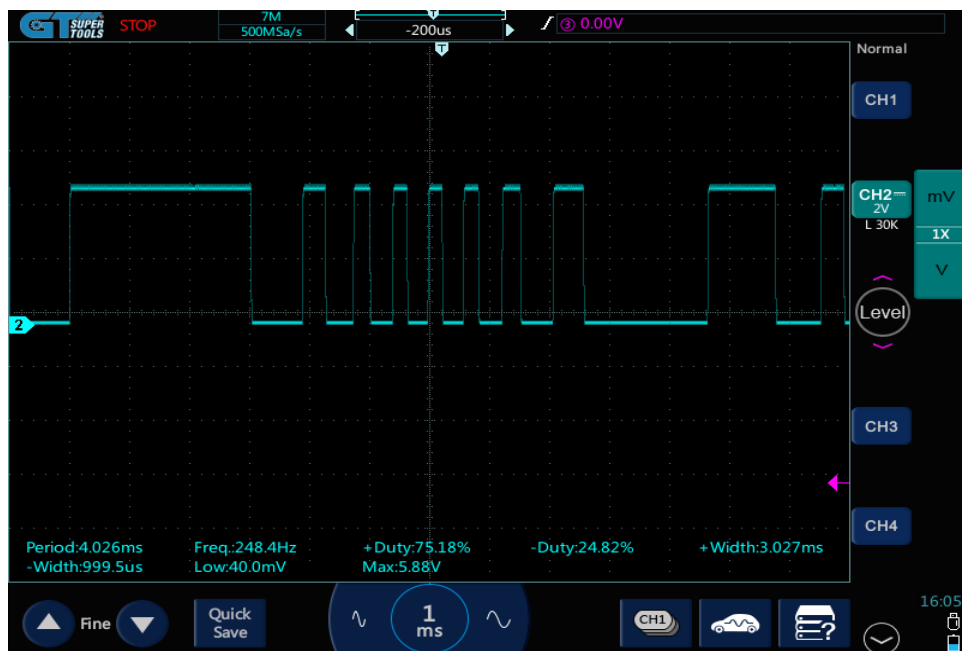 GT SUPER TOOLS
STOP
7M
500MSa/s
T
-200us
③ 0.00V
T
Normal
CH1
CH2
2V
L 30K
mV
1X
V
2
Level
CH3
CH4
Period:4.026ms Freq.:248.4Hz +Duty:75.18% -Duty:24.82% +Width:3.027ms
-Width:999.5us Low:40.0mV Max:5.88V
Fine
Quick
Save
1
ms
CH1
?
16:05